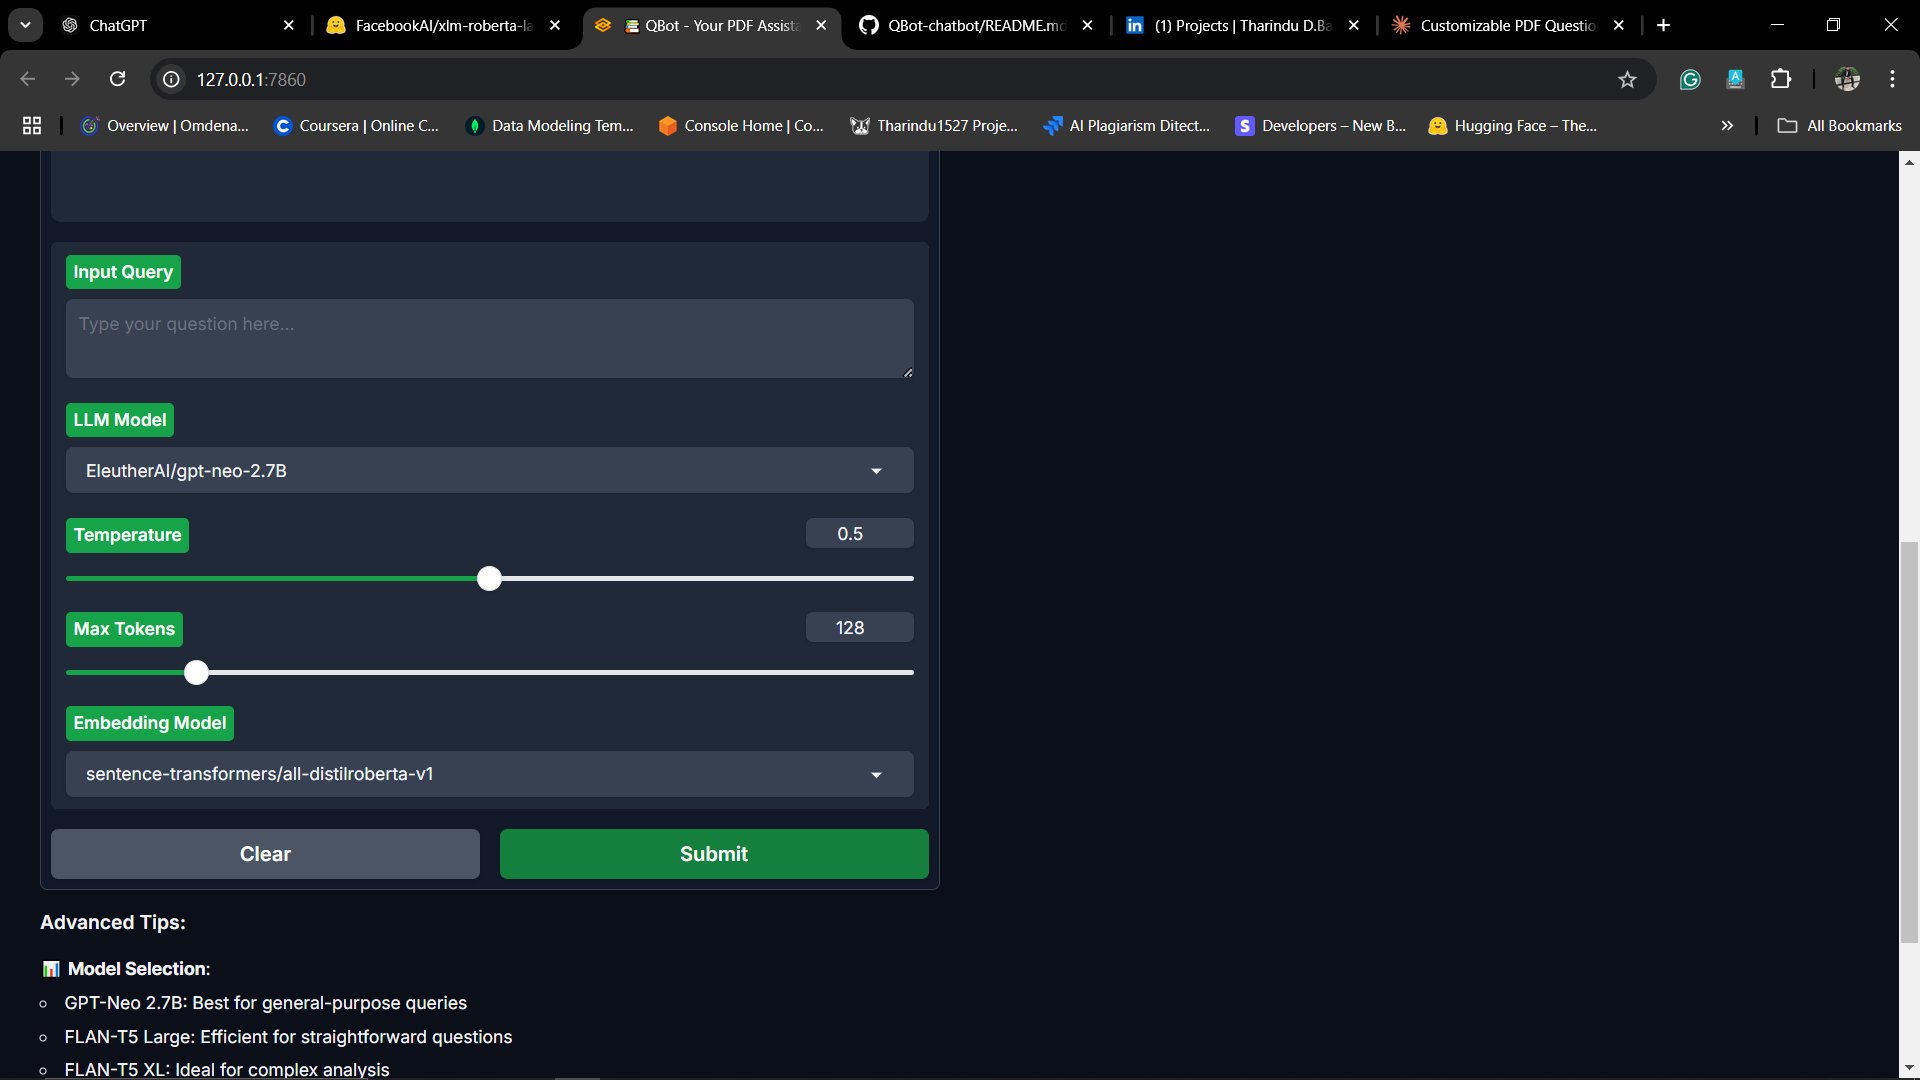 ChatGPT
FacebookAI/xlm-roberta-la
QBot - Your PDF Assista
QBot-chatbot/README.md
(1) Projects | Tharindu D.Ba
Customizable PDF Questio
127.0.0.1:7860
Overview | Omdena...
Coursera | Online C...
Data Modeling Tem...
Console Home | Co...
Tharindu1527 Proje...
AI Plagiarism Ditect...
Developers – New B...
Hugging Face – The...
All Bookmarks
Input Query
Type your question here...
LLM Model
EleutherAI/gpt-neo-2.7B
Temperature
0.5
Max Tokens
128
Embedding Model
sentence-transformers/all-distilroberta-v1
Clear
Submit
Advanced Tips:
Model Selection:
GPT-Neo 2.7B: Best for general-purpose queries
FLAN-T5 Large: Efficient for straightforward questions
FLAN-T5 XL: Ideal for complex analysis